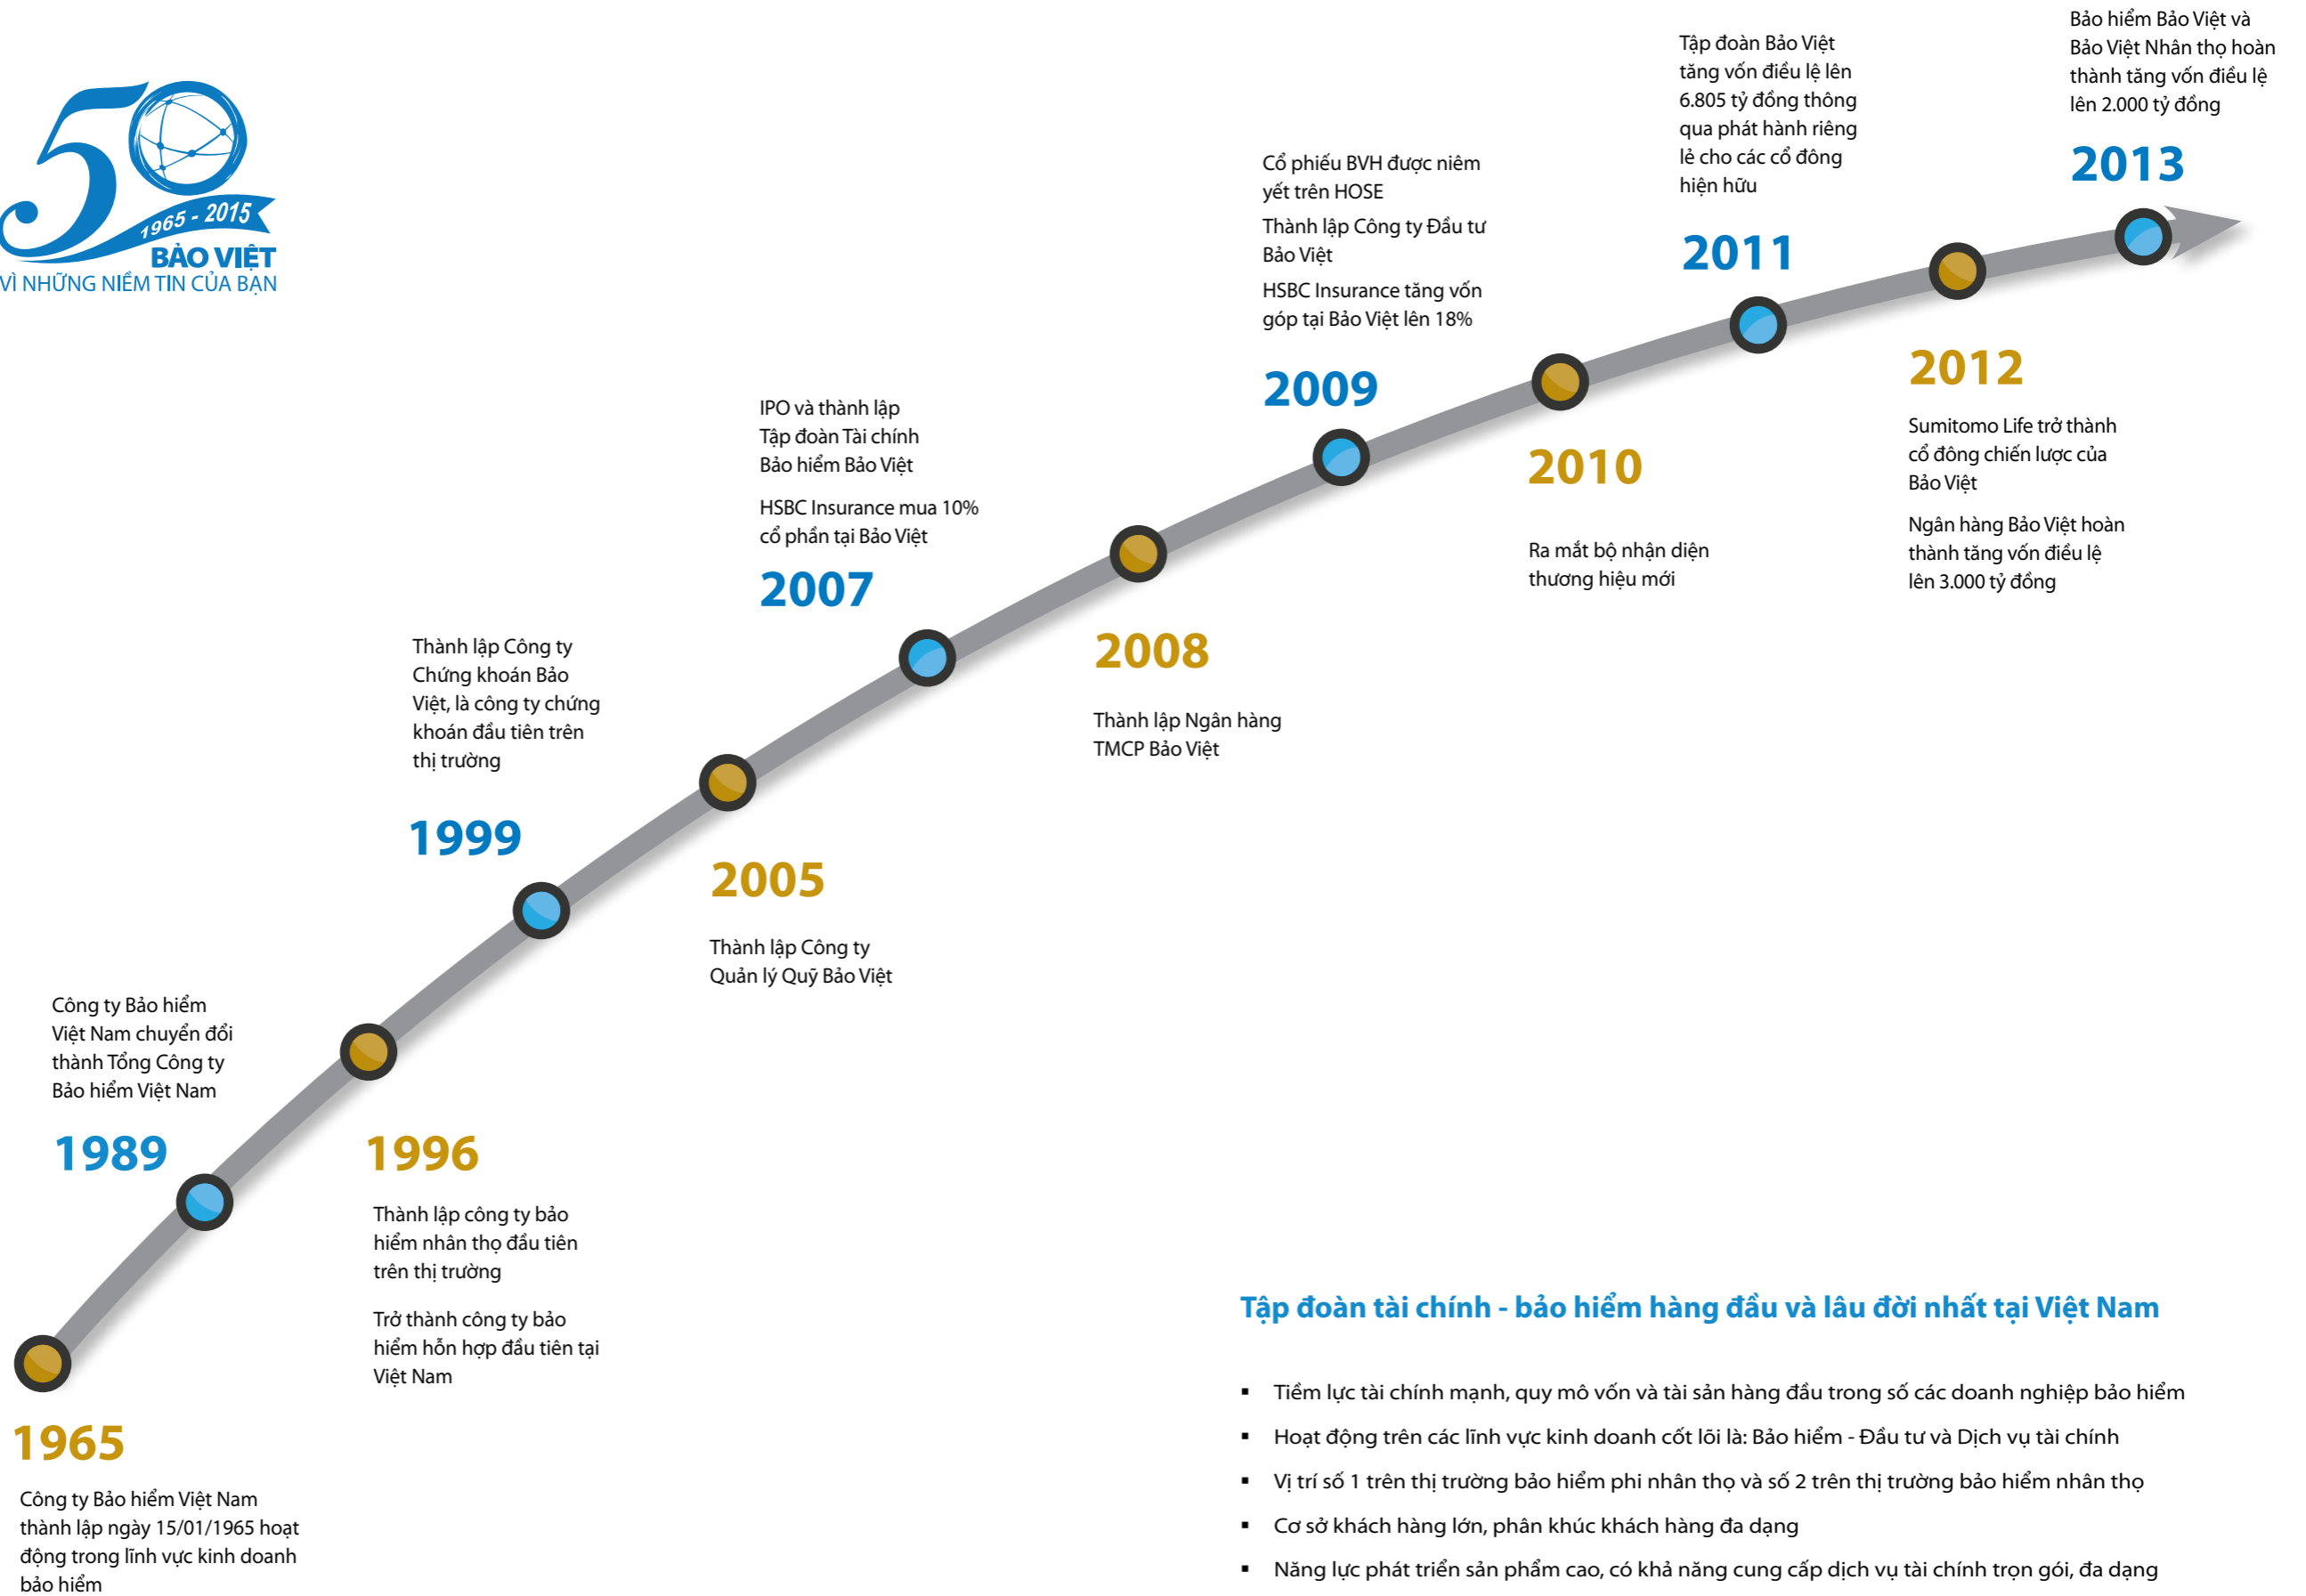 50
1965 - 2015
BẢO VIỆT
VÌ NHỮNG NIỀM TIN CỦA BẠN
Bảo hiểm Bảo Việt và
Bảo Việt Nhân thọ hoàn
thành tăng vốn điều lệ
lên 2.000 tỷ đồng
2013
Tập đoàn Bảo Việt
tăng vốn điều lệ lên
6.805 tỷ đồng thông
qua phát hành riêng
lẻ cho các cổ đông
hiện hữu
2011
Cổ phiếu BVH được niêm
yết trên HOSE
Thành lập Công ty Đầu tư
Bảo Việt
HSBC Insurance tăng vốn
góp tại Bảo Việt lên 18%
2009
2012
Sumitomo Life trở thành
cổ đông chiến lược của
Bảo Việt
Ngân hàng Bảo Việt hoàn
thành tăng vốn điều lệ
lên 3.000 tỷ đồng
2010
Ra mắt bộ nhận diện
thương hiệu mới
IPO và thành lập
Tập đoàn Tài chính
Bảo hiểm Bảo Việt
HSBC Insurance mua 10%
cổ phần tại Bảo Việt
2007
2008
Thành lập Ngân hàng
TMCP Bảo Việt
Thành lập Công ty
Chứng khoán Bảo
Việt, là công ty chứng
khoán đầu tiên trên
thị trường
1999
2005
Thành lập Công ty
Quản lý Quỹ Bảo Việt
Công ty Bảo hiểm
Việt Nam chuyển đổi
thành Tổng Công ty
Bảo hiểm Việt Nam
1989
1996
Thành lập công ty bảo
hiểm nhân thọ đầu tiên
trên thị trường
Trở thành công ty bảo
hiểm hỗn hợp đầu tiên tại
Việt Nam
1965
Công ty Bảo hiểm Việt Nam
thành lập ngày 15/01/1965 hoạt
động trong lĩnh vực kinh doanh
bảo hiểm
Tập đoàn tài chính - bảo hiểm hàng đầu và lâu đời nhất tại Việt Nam
▪ Tiềm lực tài chính mạnh, quy mô vốn và tài sản hàng đầu trong số các doanh nghiệp bảo hiểm
▪ Hoạt động trên các lĩnh vực kinh doanh cốt lõi là: Bảo hiểm - Đầu tư và Dịch vụ tài chính
▪ Vị trí số 1 trên thị trường bảo hiểm phi nhân thọ và số 2 trên thị trường bảo hiểm nhân thọ
▪ Cơ sở khách hàng lớn, phân khúc khách hàng đa dạng
▪ Năng lực phát triển sản phẩm cao, có khả năng cung cấp dịch vụ tài chính trọn gói, đa dạng